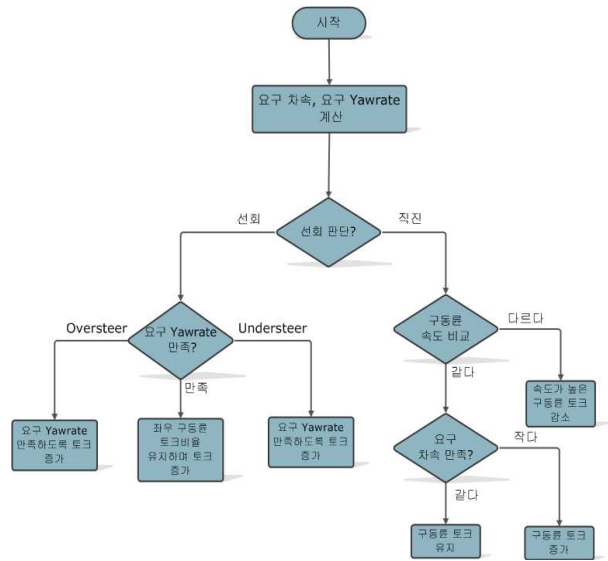 시작
요구 차속, 요구 Yawrate
계산
선회
직진
선회 판단?
Oversteer
요구 Yawrate
만족?
Understeer
구동륜
속도 비교
다르다
만족
같다
속도가 높은
구동륜 토크
감소
요구 Yawrate
만족하도록 토크
증가
좌우 구동륜
토크비율
유지하며 토크
증가
요구 Yawrate
만족하도록 토크
증가
요구
차속 만족?
작다
같다
구동륜 토크
유지
구동륜 토크
증가